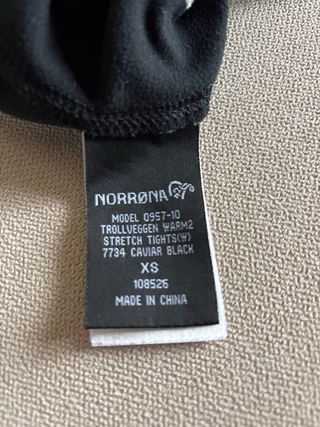 NORRØNA
MODEL 0957-10
TROLLVEGGEN WARM2
STRETCH TIGHTS(W)
7734 CAVIAR BLACK
XS
108526
MADE IN CHINA